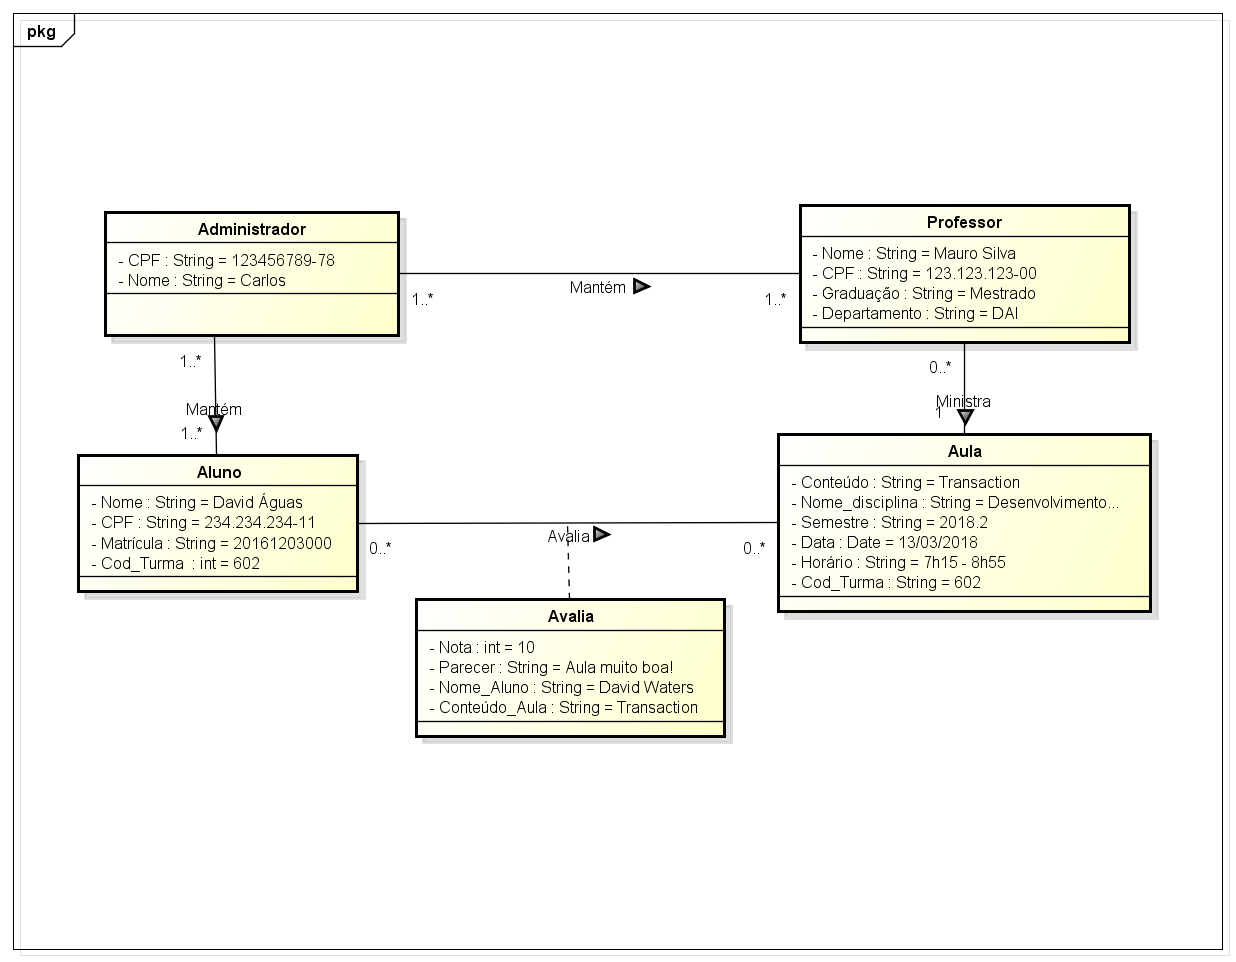 pkg
Administrador
- CPF : String = 123456789-78
- Nome : String = Carlos
Professor
- Nome : String = Mauro Silva
- CPF : String = 123.123.123-00
- Graduação : String = Mestrado
- Departamento : String = DAI
1..*
Mantém
1..*
1..*
Mantém
1..*
0..*
Ministra
1
Aluno
- Nome : String = David Águas
- CPF : String = 234.234.234-11
- Matrícula : String = 20161203000
- Cod_Turma : int = 602
0..*
Avalia
0..*
Aula
- Conteúdo : String = Transaction
- Nome_disciplina : String = Desenvolvimento...
- Semestre : String = 2018.2
- Data : Date = 13/03/2018
- Horário : String = 7h15 - 8h55
- Cod_Turma : String = 602
Avalia
- Nota : int = 10
- Parecer : String = Aula muito boa!
- Nome_Aluno : String = David Waters
- Conteúdo_Aula : String = Transaction